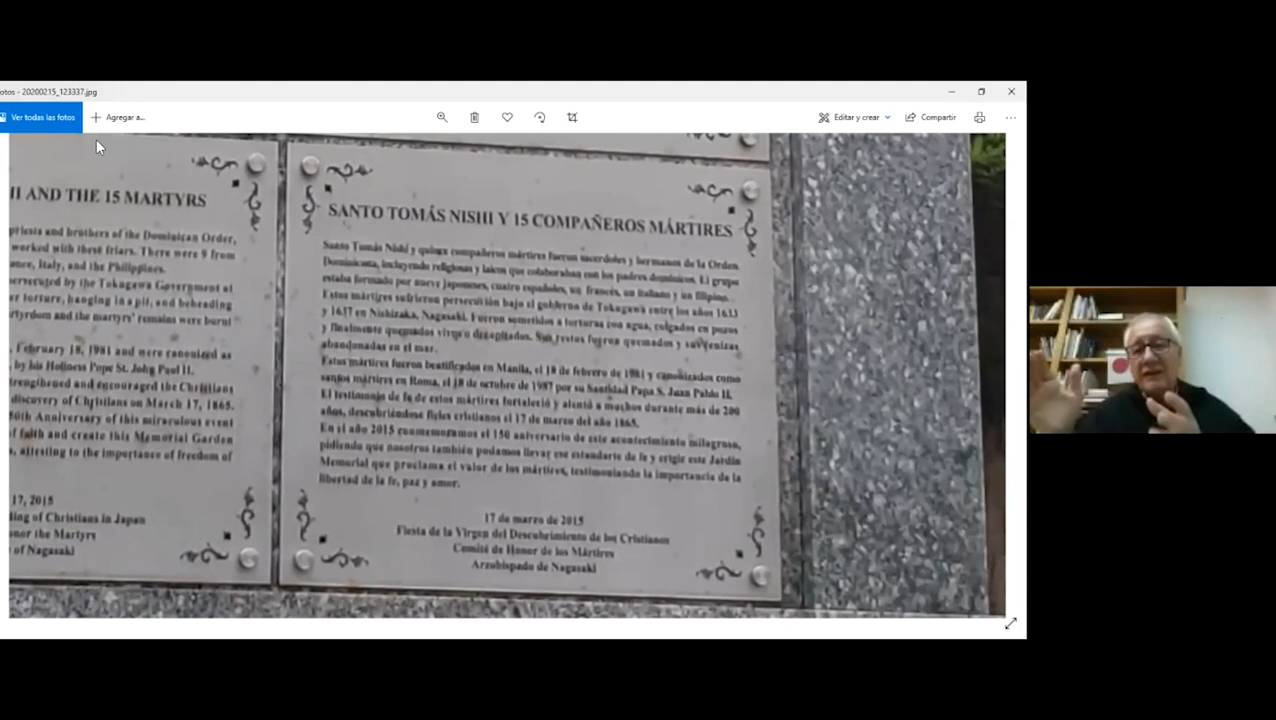 otos - 20200215_123337.jpg
Ver todas las fotos
Agregar a...
Editar y crear
Compartir
II AND THE 15 MARTYRS
priests and brothers of the Dominican Order,
worked with these friars. There were 9 from
ance, Italy, and the Philippines.
ersecuted by the Tokugawa Government at
er torture, hanging in a pit, and beheading
rtyrdom and the martyrs' remains were burnt
, February 18, 1981 and were canonized as
by his Holiness Pope St. John Paul II.
rengthened and encouraged the Christians
discovery of Christians on March 17, 1865.
50th Anniversary of this miraculous event
f faith and create this Memorial Garden
, attesting to the importance of freedom of
17, 2015
ding of Christians in Japan
onor the Martyrs
of Nagasaki
SANTO TOMÁS NISHI Y 15 COMPAÑEROS MÁRTIRES
Santo Tomás Nishi y quince compañeros mártires fueron sacerdotes y hermanos de la Orden
Dominicana, incluyendo religiosas y laicos que colaboraban con los padres dominicos. El grupo
estaba formado por nueve japoneses, cuatro españoles, un francés, un italiano y un filipino.
Estos mártires sufrieron persecución bajo el gobierno de Tokugawa entre los años 1633
y 1637 en Nishizaka, Nagasaki. Fueron sometidos a torturas con agua, colgados en pozos
y finalmente quemados vivos o decapitados. Sus restos fueron quemados y sus cenizas
abandonadas en el mar.
Estos mártires fueron beatificados en Manila, el 18 de febrero de 1981 y canonizados como
santos mártires en Roma, el 18 de octubre de 1987 por su Santidad Papa S. Juan Pablo II.
El testimonio de fe de estos mártires fortaleció y alentó a muchos durante más de 200
años, descubriéndose fieles cristianos el 17 de marzo del año 1865.
En el año 2015 conmemoramos el 150 aniversario de este acontecimiento milagroso,
pidiendo que nosotros también podamos llevar ese estandarte de fe y erigir este Jardín
Memorial que proclama el valor de los mártires, testimoniando la importancia de la
libertad de la fe, paz y amor.
17 de marzo de 2015
Fiesta de la Virgen del Descubrimiento de los Cristianos
Comité de Honor de los Mártires
Arzobispado de Nagasaki